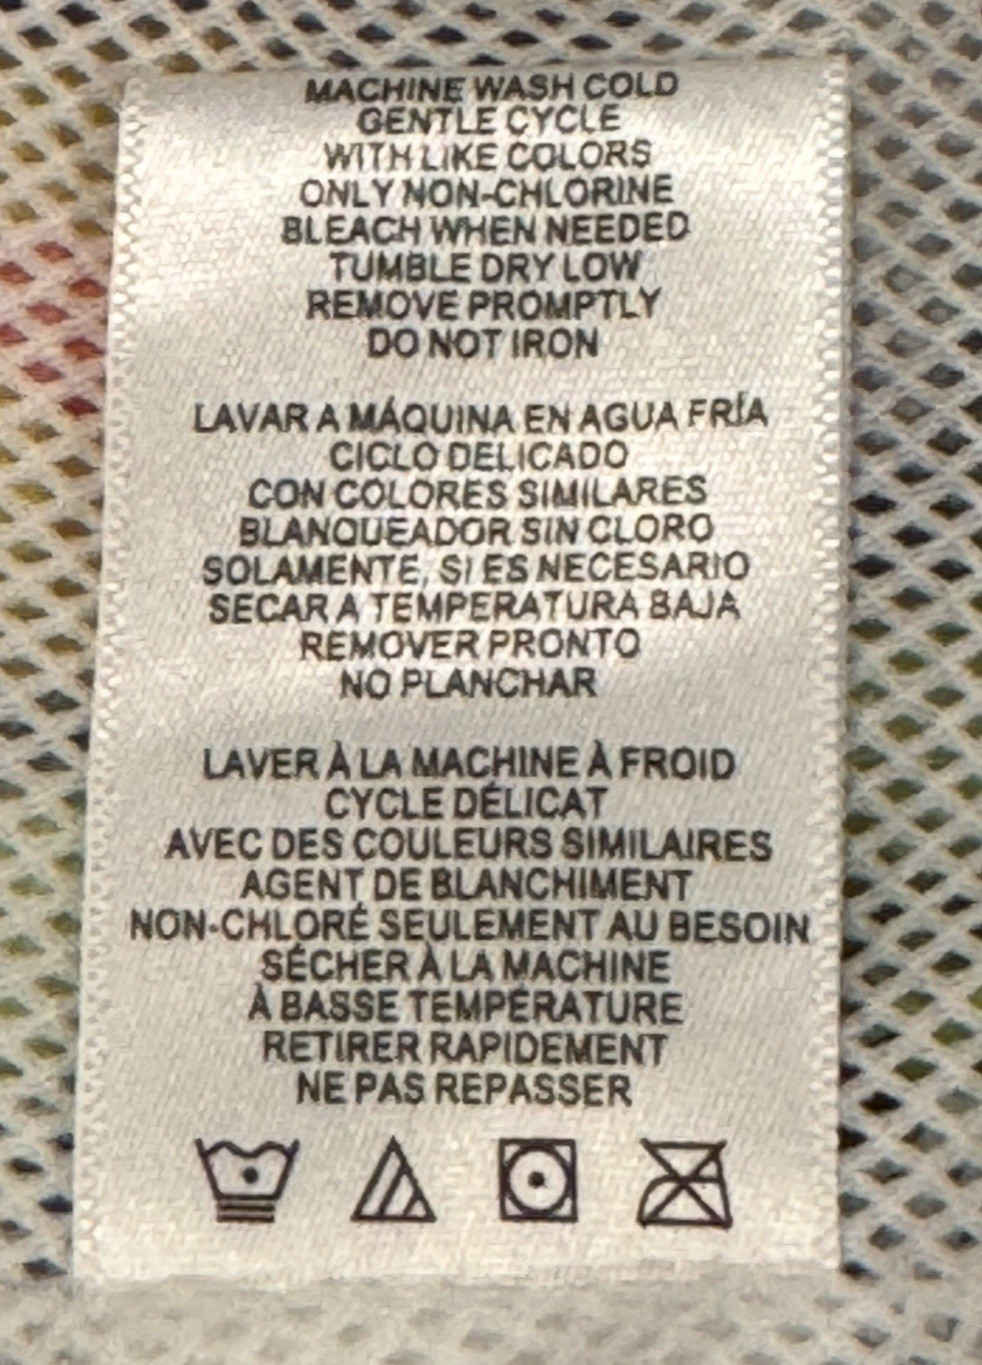 MACHINE WASH COLD
GENTLE CYCLE
WITH LIKE COLORS
ONLY NON-CHLORINE
BLEACH WHEN NEEDED
TUMBLE DRY LOW
REMOVE PROMPTLY
DO NOT IRON
LAVAR A MÁQUINA EN AGUA FRÍA
CICLO DELICADO
CON COLORES SIMILARES
BLANQUEADOR SIN CLORO
SOLAMENTE, SI ES NECESARIO
SECAR A TEMPERATURA BAJA
REMOVER PRONTO
NO PLANCHAR
LAVER À LA MACHINE À FROID
CYCLE DÉLICAT
AVEC DES COULEURS SIMILAIRES
AGENT DE BLANCHIMENT
NON-CHLORÉ SEULEMENT AU BESOIN
SÉCHER À LA MACHINE
À BASSE TEMPÉRATURE
RETIRER RAPIDEMENT
NE PAS REPASSER